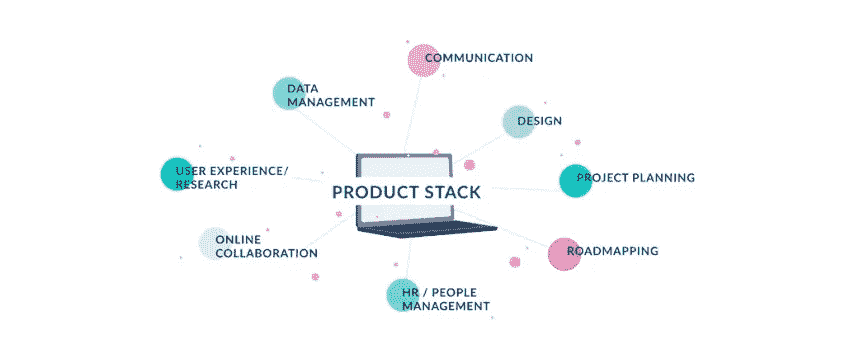 COMMUNICATION
DATA
MANAGEMENT
DESIGN
USER EXPERIENCE/
RESEARCH
PRODUCT STACK
PROJECT PLANNING
ONLINE
COLLABORATION
ROADMAPPING
HR / PEOPLE
MANAGEMENT